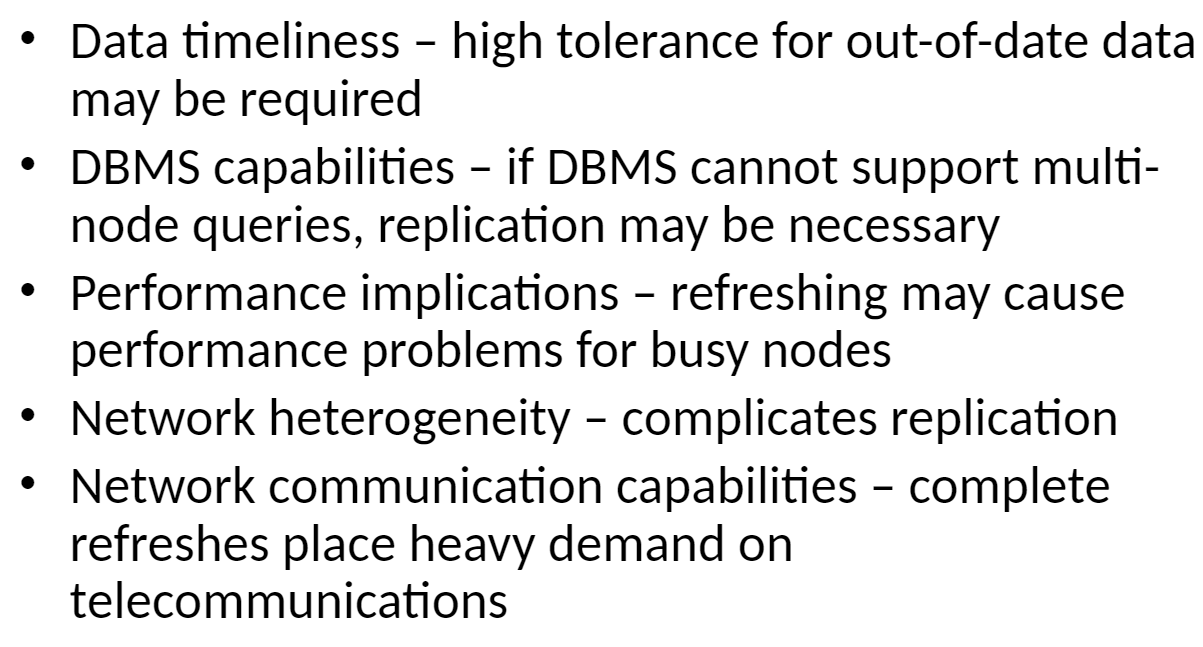 • Data timeliness – high tolerance for out-of-date data
may be required
• DBMS capabilities – if DBMS cannot support multi-
node queries, replication may be necessary
• Performance implications – refreshing may cause
performance problems for busy nodes
• Network heterogeneity – complicates replication
• Network communication capabilities – complete
refreshes place heavy demand on
telecommunications